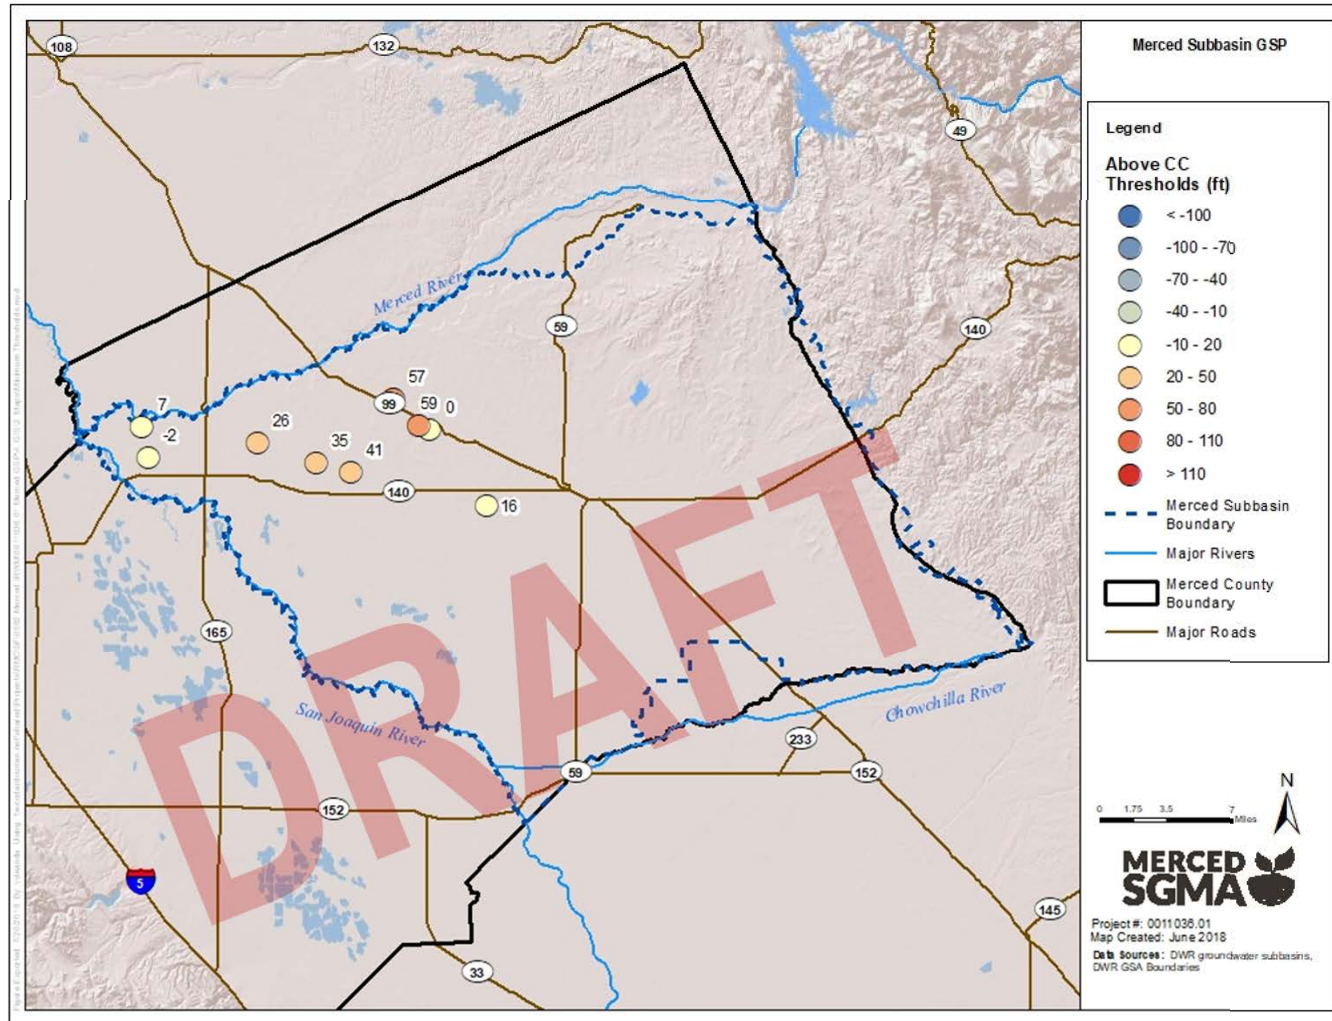 Merced Subbasin GSP
Legend
Above CC
Thresholds (ft)
< -100
-100 - -70
-70 - -40
-40 - -10
-10 - 20
20 - 50
50 - 80
80 - 110
> 110
Merced Subbasin
Boundary
Major Rivers
Merced County
Boundary
Major Roads
108
132
49
Merced River
59
140
57
99
59
0
7
-2
26
35
41
140
16
165
San Joaquin River
Chowchilla River
233
59
152
152
5
33
145
DRAFT
N
0 1.75 3.5 7
Miles
MERCED
SGMA
Project #: 0011036.01
Map Created: June 2018
Data Sources: DWR groundwater subbasins,
DWR GSA Boundaries